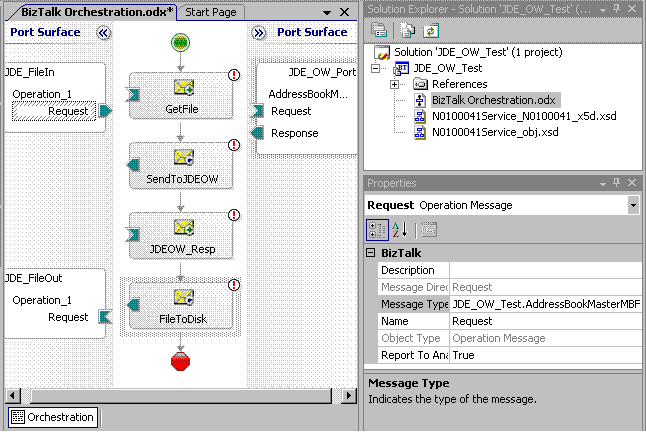 BizTalk Orchestration.odx*
Start Page
Port Surface
Port Surface
JDE_FileIn
Operation_1
Request
GetFile
SendToJDEOW
JDEOW_Resp
FileToDisk
JDE_OW_Port
AddressBookM...
Request
Response
JDE_FileOut
Operation_1
Request
Orchestration
Solution Explorer - Solution 'JDE_OW_Test' (...
Solution 'JDE_OW_Test' (1 project)
JDE_OW_Test
References
BizTalk Orchestration.odx
N0100041Service_N0100041_x5d.xsd
N0100041Service_obj.xsd
Properties
Request Operation Message
BizTalk
Description
Message Direc Request
Message Type JDE_OW_Test.AddressBookMasterMBF
Name Request
Object Type Operation Message
Report To Ana True
Message Type
Indicates the type of the message.